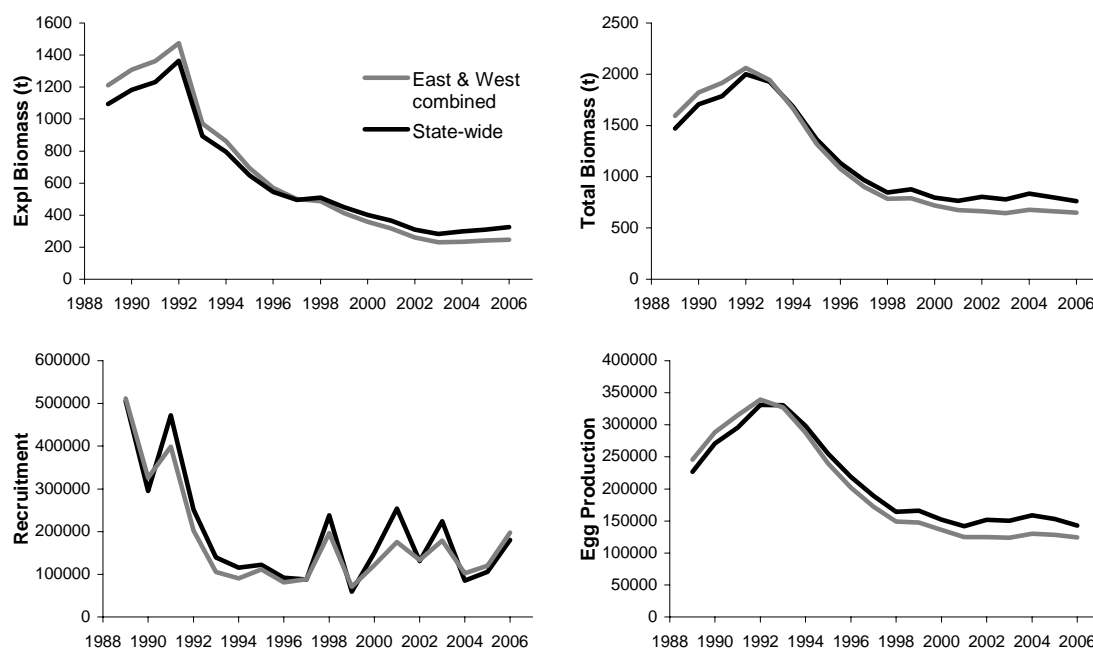 Expl Biomass (t)
1600
1400
1200
1000
800
600
400
200
0
1988 1990 1992 1994 1996 1998 2000 2002 2004 2006
East & West
combined
State-wide
Total Biomass (t)
2500
2000
1500
1000
500
0
1988 1990 1992 1994 1996 1998 2000 2002 2004 2006
Recruitment
600000
500000
400000
300000
200000
100000
0
1988 1990 1992 1994 1996 1998 2000 2002 2004 2006
Egg Production
400000
350000
300000
250000
200000
150000
100000
50000
0
1988 1990 1992 1994 1996 1998 2000 2002 2004 2006